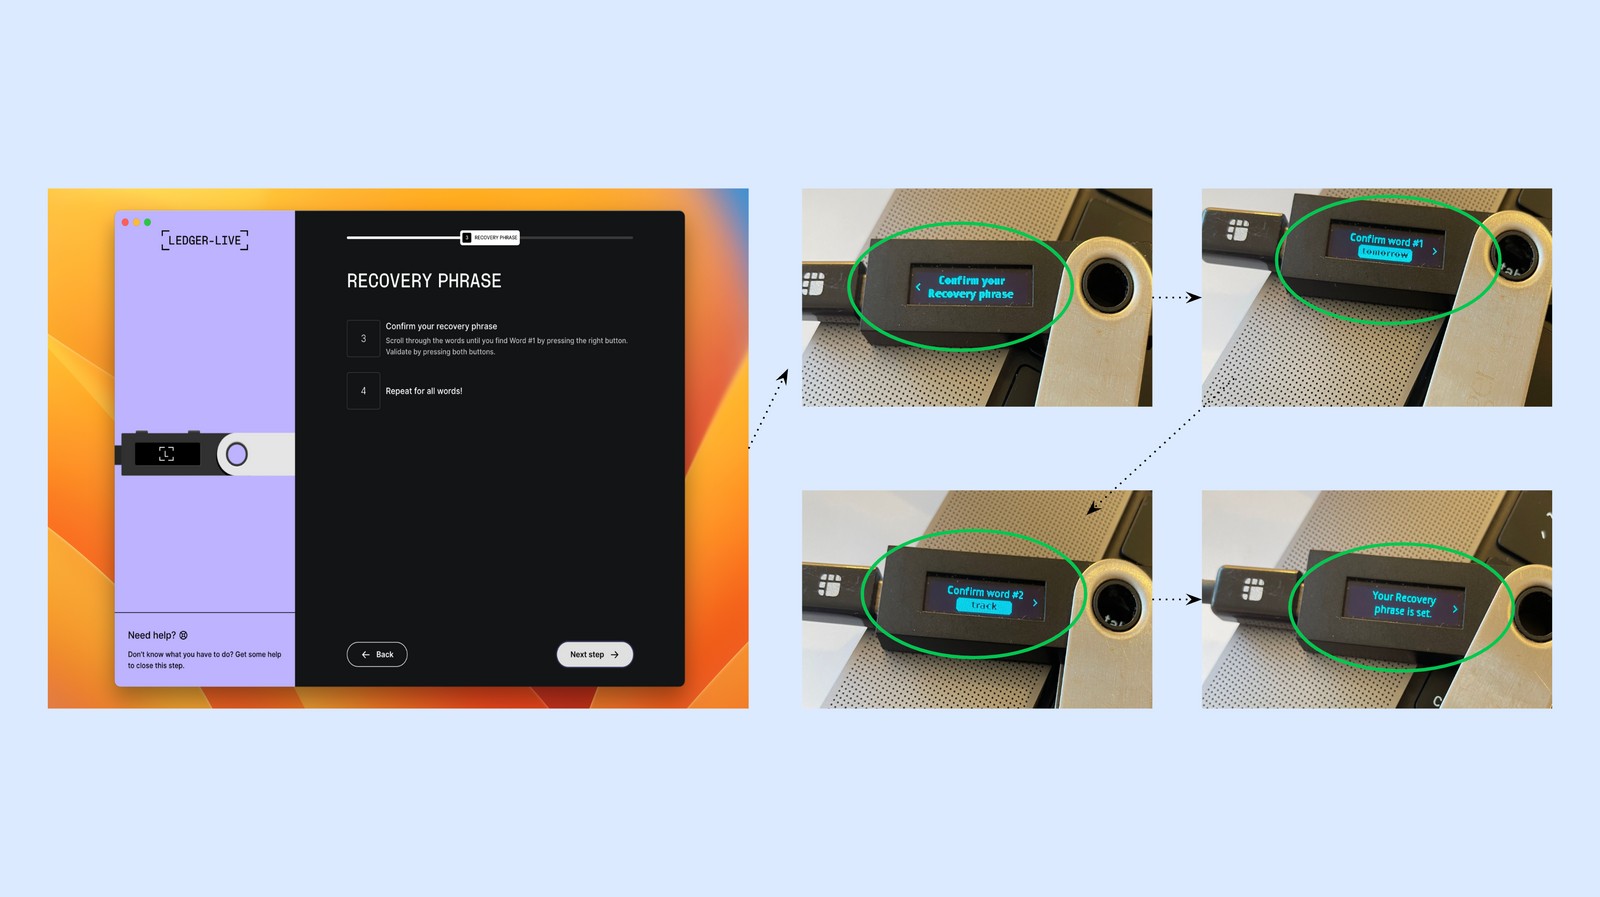 LEDGER-LIVE
3 RECOVERY PHRASE
RECOVERY PHRASE
3
Confirm your recovery phrase
Scroll through the words until you find Word #1 by pressing the right button.
Validate by pressing both buttons.
4
Repeat for all words!
L
Need help?
Don't know what you have to do? Get some help
to close this step.
Back
Next step
Confirm your
Recovery phrase
Confirm word #1
tomorrow
tab
Confirm word #2
track
tab
Your Recovery
phrase is set.